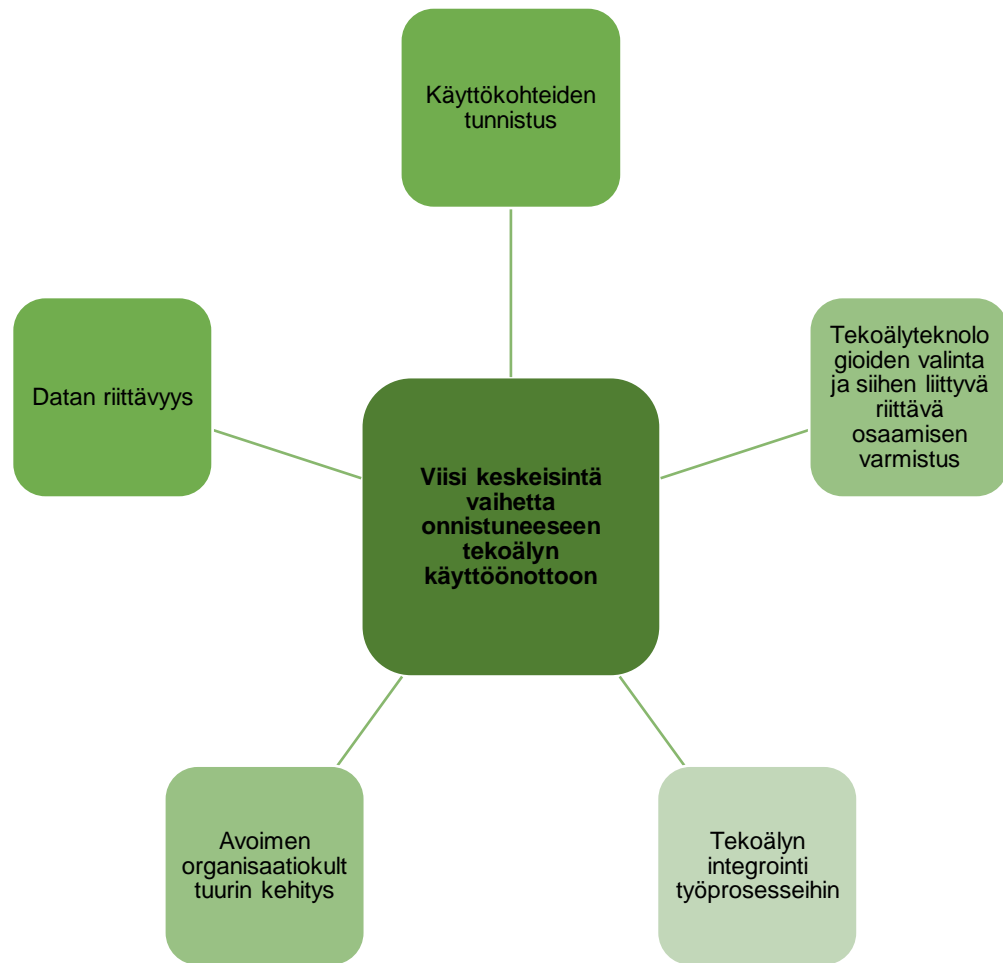 Käyttökohteiden
tunnistus
Tekoälyteknolo
gioiden valinta
ja siihen liittyvä
riittävä
osaamisen
varmistus
Datan riittävyys
Viisi keskeisintä
vaihetta
onnistuneeseen
tekoälyn
käyttöönottoon
Avoimen
organisaatiokult
tuurin kehitys
Tekoälyn
integrointi
työprosesseihin